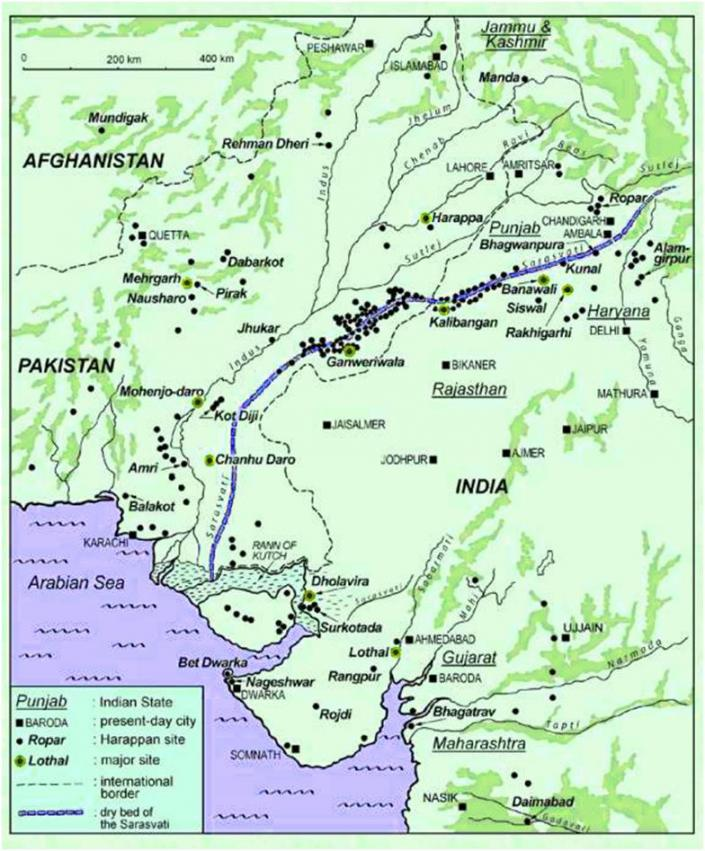 Jammu &
Kashmir
PESHAWAR
ISLAMABAD
200 km
400 km
Manda
Mundigak
Jhelum
Rehman Dheri
Chenab
Ravi
Beas
AFGHANISTAN
Indus
LAHORE
AMRITSAR
Sutlej
Ropar
Harappa
Punjab
CHANDIGARH
AMBALA
QUETTA
Sutlej
Bhagwanpura
Sarasvati
Alam-
girpur
Dabarkot
Kunal
Mehrgarh
Pirak
Banawali
Nausharo
Siswal
Kalibangan
Haryana
Rakhigarhi
Jhukar
DELHI
Ganga
Indus
Ganweriwala
Yamuna
PAKISTAN
BIKANER
Mohenjo-daro
Rajasthan
MATHURA
Kot Diji
JAISALMER
JAIPUR
AJMER
Chanhu Daro
JODHPUR
Amri
INDIA
Balakot
Sarasvati
KARACHI
RANN OF
KUTCH
Sabarmati
Arabian Sea
Dholavira
Sarasvati
Mahi
Surkotada
AHMEDABAD
UJJAIN
Lothal
Gujarat
Narmada
Bet Dwarka
Rangpur
BARODA
Nageshwar
DWARKA
Rojdi
Bhagatrav
Tapti
SOMNATH
Maharashtra
NASIK
Daimabad
Godavari
Punjab : Indian State
BARODA : present-day city
Ropar : Harappan site
Lothal : major site
: international
border
: dry bed of
the Sarasvati